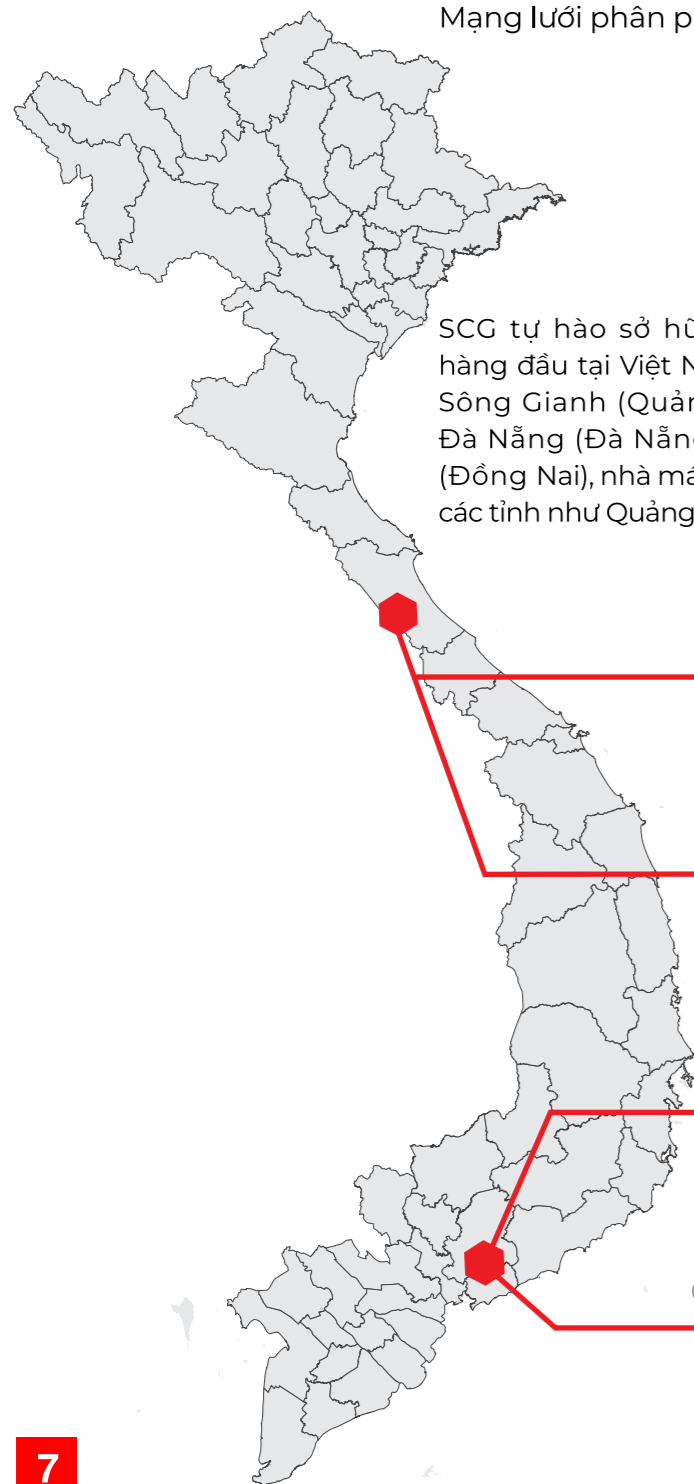 Mạng lưới phân p
SCG tự hào sở hữ
hàng đầu tại Việt N
Sông Gianh (Quản
Đà Nẵng (Đà Nẵng
(Đồng Nai), nhà má
các tỉnh như Quảng
7